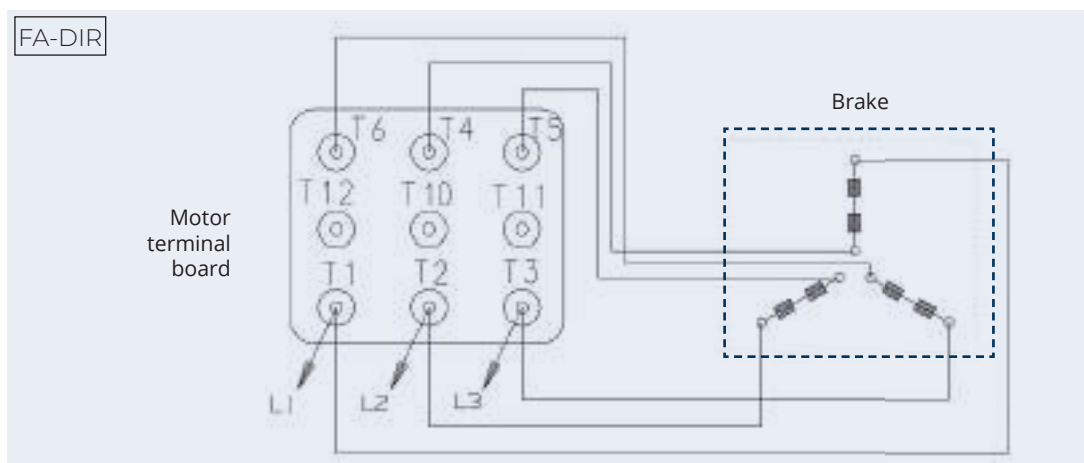 FA-DIR
Brake
T6 T4 T5
T12 T10 T11
Motor
terminal
board
T1 T2 T3
L1 L2 L3